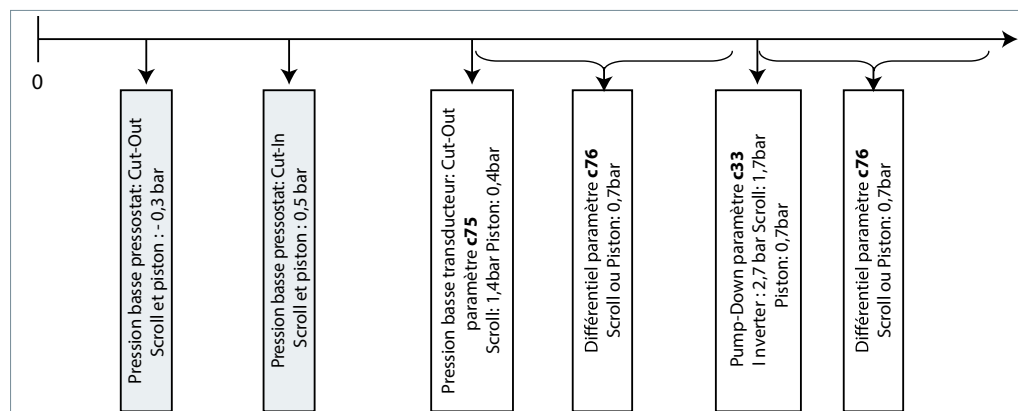 0
Pression basse pressostat: Cut-Out
Scroll et piston : - 0,3 bar
Pression basse pressostat: Cut-In
Scroll et piston : 0,5 bar
Pression basse transducteur: Cut-Out
paramètre c75
Scroll: 1,4bar Piston: 0,4bar
Différentiel paramètre c76
Scroll ou Piston: 0,7bar
Pump-Down paramètre c33
I nverter : 2,7 bar Scroll: 1,7bar
Piston: 0,7bar
Différentiel paramètre c76
Scroll ou Piston: 0,7bar